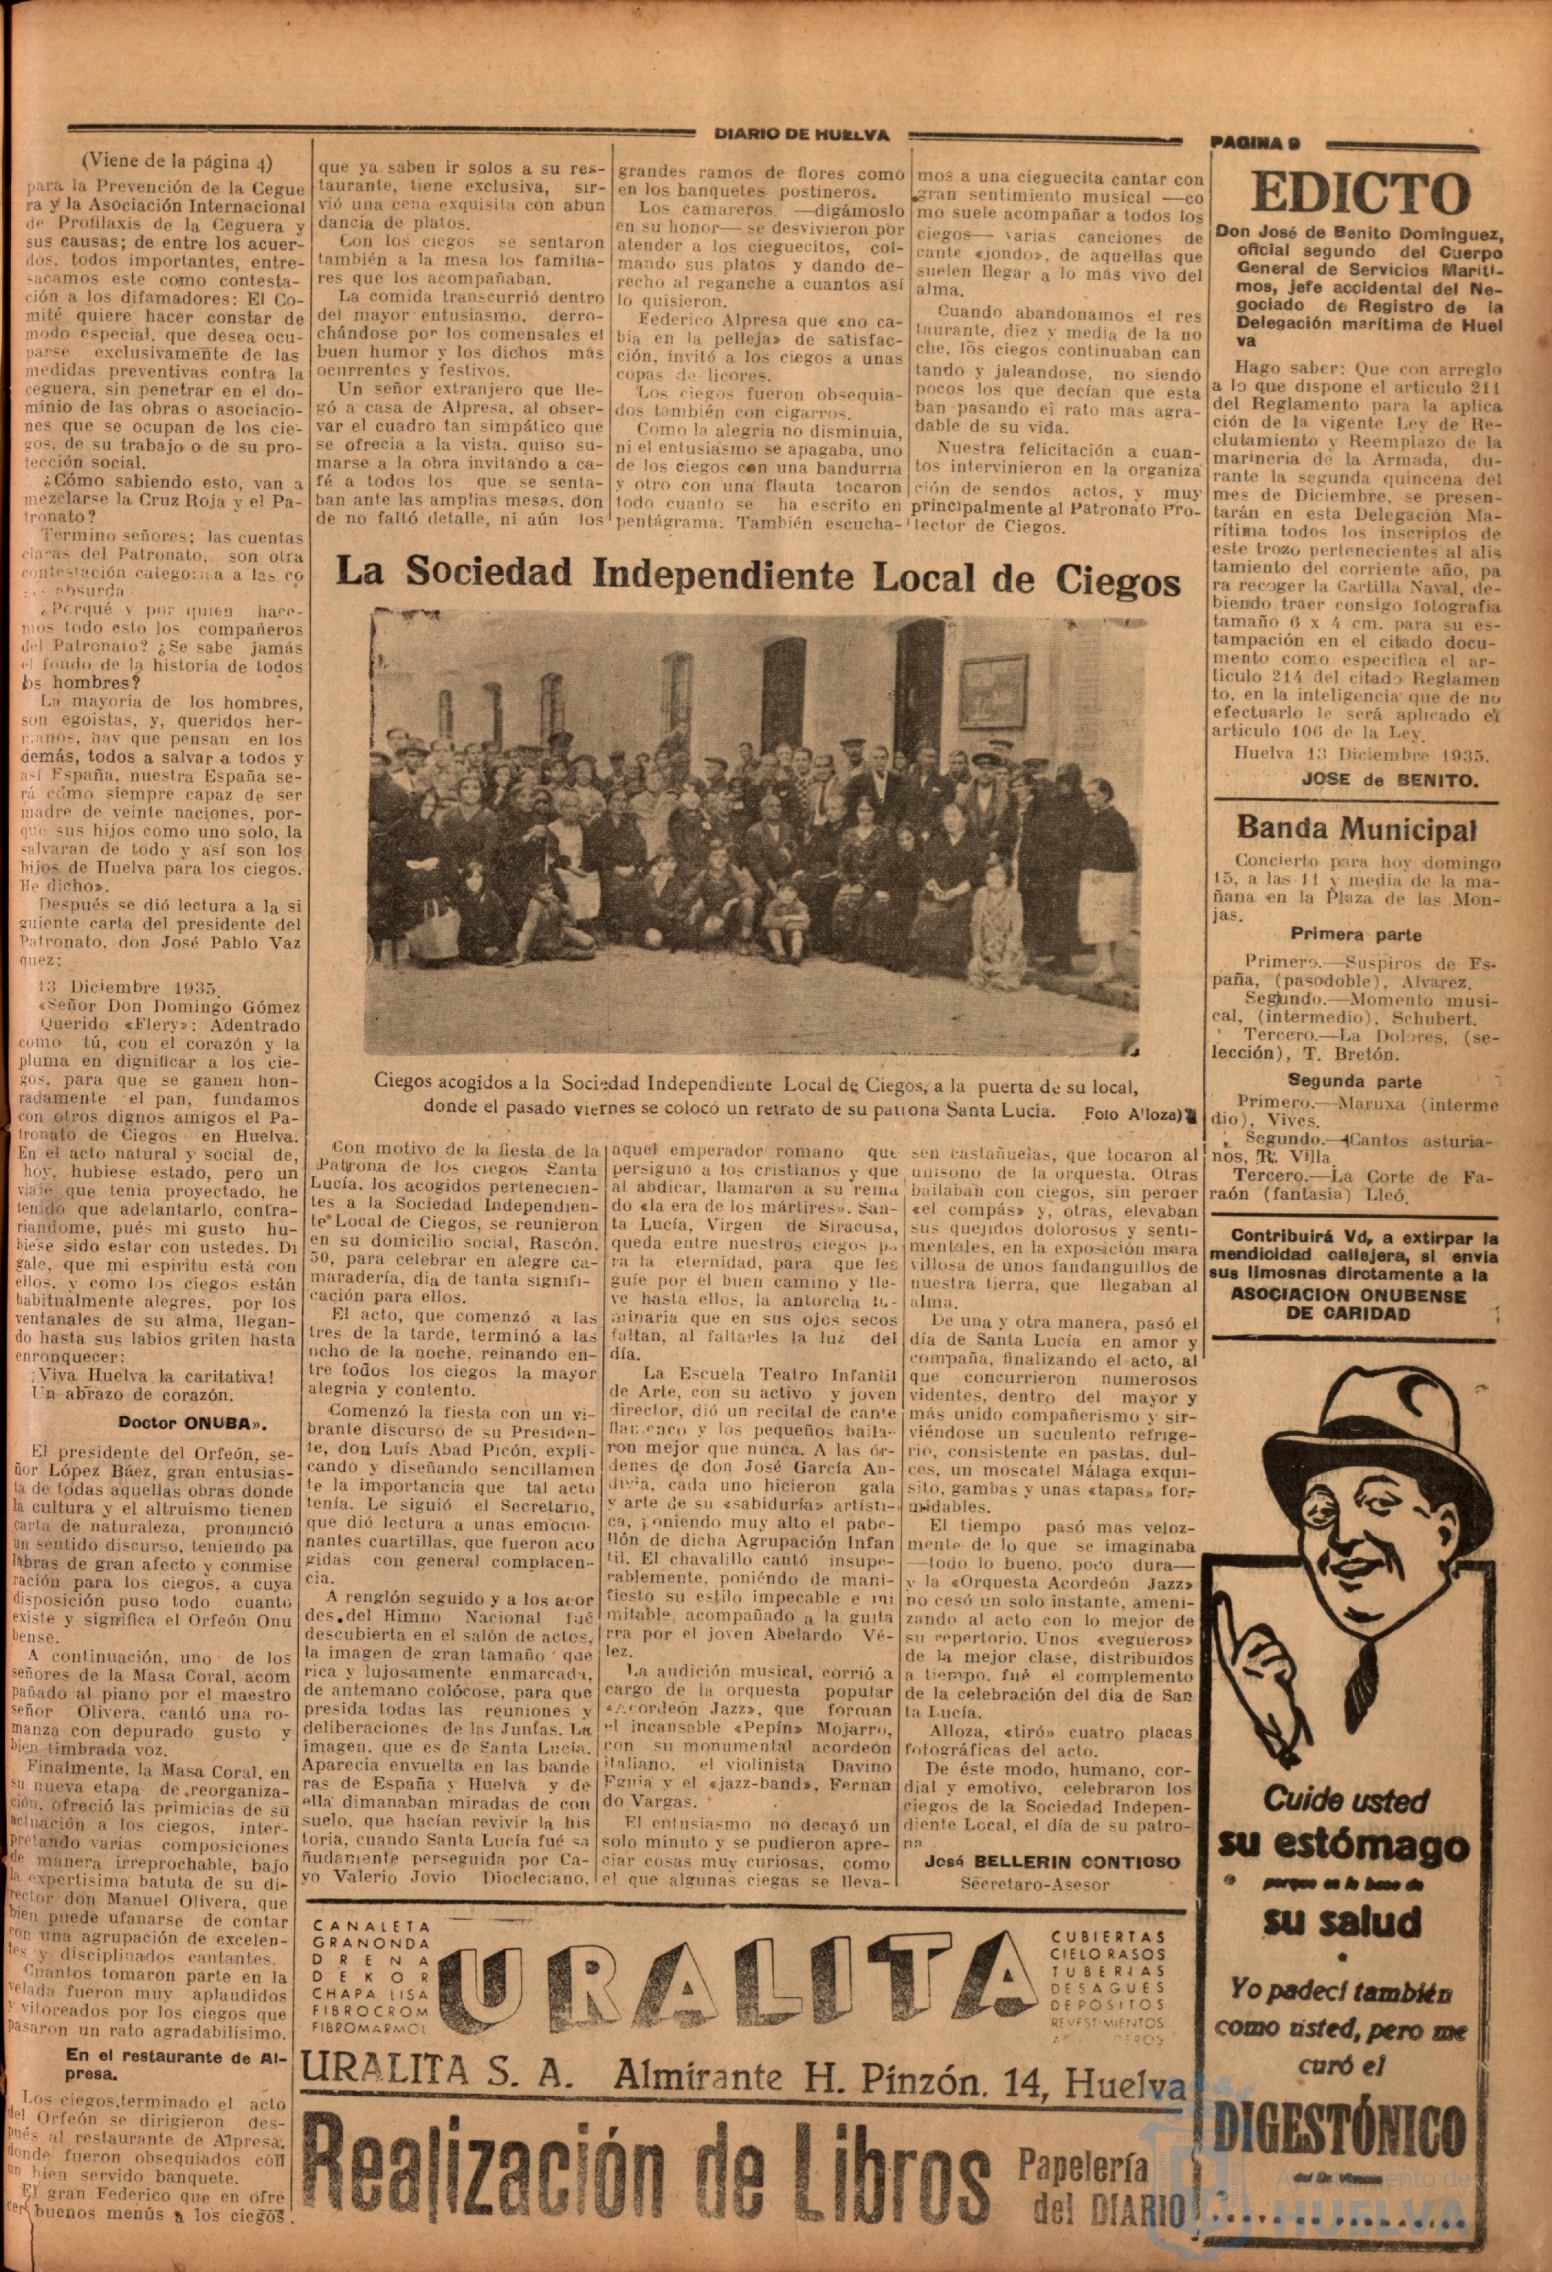 DIARIO DE HUELVA
PAGINA 9
(Viene de la página 4)
para la Prevención de la Cegue
ra y la Asociación Internacional
de Profilaxis de la Ceguera y
sus causas; de entre los acuer-
dos, todos importantes, entre-
sacamos este como contesta-
ción a los difamadores: El Co-
mité quiere hacer constar de
modo especial, que desea ocu-
parse exclusivamente de las
medidas preventivas contra la
ceguera, sin penetrar en el do-
minio de las obras o asociacio-
nes que se ocupan de los cie-
gos, de su trabajo o de su pro-
tección social.
¿Cómo sabiendo esto, van a
mezclarse la Cruz Roja y el Pa-
tronato?
Termino señores; las cuentas
claras del Patronato, son otra
contestación categorica a las co
absurda
¿Porqué y por quien hace-
mos todo esto los compañeros
del Patronato? ¿Se sabe jamás
el fondo de la historia de todos
los hombres?
La mayoría de los hombres,
son egoistas, y, queridos her-
manos, hay que pensan en los
demás, todos a salvar a todos y
así España, nuestra España se-
rá cómo siempre capaz de ser
madre de veinte naciones, por-
que sus hijos como uno solo, la
salvaran de todo y así son los
hijos de Huelva para los ciegos.
He dicho».
Después se dió lectura a la si
guiente carta del presidente del
Patronato, don José Pablo Vaz
quez:
13 Diciembre 1935.
«Señor Don Domingo Gómez
Querido «Flery»: Adentrado
como tú, con el corazón y la
pluma en dignificar a los cie-
gos, para que se ganen hon-
radamente el pan, fundamos
con otros dignos amigos el Pa-
tronato de Ciegos en Huelva.
En el acto natural y social de,
hoy, hubiese estado, pero un
viaje que tenia proyectado, he
tenido que adelantarlo, contra-
riandome, pués mi gusto hu-
biese sido estar con ustedes. Di
gale, que mi espiritu está con
ellos, y como los ciegos están
habitualmente alegres, por los
ventanales de su alma, llegan-
do hasta sus labios griten hasta
enronquecer:
¡Viva Huelva la caritativa!
Un abrazo de corazón.
Doctor ONUBA».
El presidente del Orfeón, se-
ñor López Báez, gran entusias-
ta de todas aquellas obras donde
la cultura y el altruismo tienen
carta de naturaleza, pronunció
un sentido discurso, teniendo pa
labras de gran afecto y conmise
ración para los ciegos, a cuya
disposición puso todo cuanto
existe y significa el Orfeón Onu
bense.
A continuación, uno de los
señores de la Masa Coral, acom
pañado al piano por el maestro
señor Olivera, cantó una ro-
manza con depurado gusto y
bien timbrada voz.
Finalmente, la Masa Coral, en
su nueva etapa de reorganiza-
ción, ofreció las primicias de su
actuación a los ciegos, inter-
pretando varias composiciones
de manera irreprochable, bajo
la expertisima batuta de su di-
rector don Manuel Olivera, que
bien puede ufanarse de contar
con una agrupación de excelen-
tes y disciplinados cantantes.
Cuantos tomaron parte en la
velada fueron muy aplaudidos
y vitoreados por los ciegos que
pasaron un rato agradabilisimo.
En el restaurante de Al-
presa.
Los ciegos, terminado el acto
del Orfeón se dirigieron des-
pués al restaurante de Alpresa,
donde fueron obsequiados con
un bien servido banquete.
El gran Federico que en ofre
cer buenos menús a los ciegos,
que ya saben ir solos a su res-
taurante, tiene exclusiva, sir-
vió una cena exquisita con abun
dancia de platos.
Con los ciegos se sentaron
también a la mesa los familia-
res que los acompañaban.
La comida transcurrió dentro
del mayor entusiasmo, derro-
chándose por los comensales el
buen humor y los dichos más
ocurrentes y festivos.
Un señor extranjero que lle-
gó a casa de Alpresa, al obser-
var el cuadro tan simpático que
se ofrecia a la vista, quiso su-
marse a la obra invitando a ca-
fé a todos los que se senta-
ban ante las amplias mesas, don
de no faltó detalle, ni aún los
grandes ramos de flores como
en los banquetes postineros.
Los camareros —digámoslo
en su honor— se desvivieron por
atender a los cieguecitos, col-
mando sus platos y dando de-
recho al reganche a cuantos así
lo quisieron.
Federico Alpresa que «no ca-
bía en la pelleja» de satisfac-
ción, invitó a los ciegos a unas
copas de licores.
Los ciegos fueron obsequia-
dos también con cigarros.
Como la alegria no disminuia,
ni el entusiasmo se apagaba, uno
de los ciegos con una bandurria
y otro con una flauta tocaron
todo cuanto se ha escrito en
pentágrama. También escucha-
mos a una cieguecita cantar con
gran sentimiento musical —co
mo suele acompañar a todos los
ciegos— varias canciones de
cante «jondo», de aquellas que
suelen llegar a lo más vivo del
alma.
Cuando abandonamos el res
taurante, diez y media de la no
che, los ciegos continuaban can
tando y jaleandose, no siendo
pocos los que decían que esta
ban pasando el rato mas agra-
dable de su vida.
Nuestra felicitación a cuan-
tos intervinieron en la organiza
ción de sendos actos, y muy
principalmente al Patronato Pro-
tector de Ciegos.
La Sociedad Independiente Local de Ciegos
Ciegos acogidos a la Sociedad Independiente Local de Ciegos, a la puerta de su local,
donde el pasado viernes se colocó un retrato de su patrona Santa Lucía. Foto Alloza)
Con motivo de la fiesta de la
Patrona de los ciegos Santa
Lucía, los acogidos pertenecien-
tes a la Sociedad Independien-
te Local de Ciegos, se reunieron
en su domicilio social, Rascón,
50, para celebrar en alegre ca-
maradería, dia de tanta signifi-
cación para ellos.
El acto, que comenzó a las
tres de la tarde, terminó a las
ocho de la noche, reinando en-
tre todos los ciegos la mayor
alegria y contento.
Comenzó la fiesta con un vi-
brante discurso de su Presiden-
te, don Luís Abad Picón, expli-
cando y diseñando sencillamen
te la importancia que tal acto
tenía. Le siguió el Secretario,
que dió lectura a unas emocio-
nantes cuartillas, que fueron aco
gidas con general complacen-
cia.
A renglón seguido y a los acor
des del Himno Nacional fué
descubierta en el salón de actos,
la imagen de gran tamaño que
rica y lujosamente enmarcada,
de antemano colócose, para que
presida todas las reuniones y
deliberaciones de las Juntas. La
imagen, que es de Santa Lucía.
Aparecia envuelta en las bande
ras de España y Huelva y de
ella dimanaban miradas de con
suelo, que hacían revivir la his
toria, cuando Santa Lucía fué sa
ñudamente perseguida por Ca-
yo Valerio Jovio Diocleciano,
aquel emperador romano que
persiguió a los cristianos y que
al abdicar, llamaron a su reina
do «la era de los mártires». San-
ta Lucía, Virgen de Siracusa,
queda entre nuestros ciegos pa
ra la eternidad, para que les
guíe por el buen camino y lle-
ve hasta ellos, la antorcha lu-
minaria que en sus ojos secos
faltan, al faltarles la luz del
día.
La Escuela Teatro Infantil
de Arte, con su activo y joven
director, dió un recital de cante
flamenco y los pequeños baila-
ron mejor que nunca. A las ór-
denes de don José García An-
divia, cada uno hicieron gala
y arte de su «sabiduría» artísti-
ca, poniendo muy alto el pabe-
llón de dicha Agrupación Infan
til. El chavalillo cantó insupe-
rablemente, poniéndo de mani-
fiesto su estilo impecable e ini
mitable, acompañado a la guita
rra por el joven Abelardo Vé-
lez.
La audición musical, corrió a
cargo de la orquesta popular
«Acordeón Jazz», que forman
el incansable «Pepín» Mojarro,
con su monumental acordeón
italiano, el violinista Davino
Eguia y el «jazz-band», Fernan
do Vargas.
El entusiasmo no decayó un
solo minuto y se pudieron apre-
ciar cosas muy curiosas, como
el que algunas ciegas se lleva-
sen castañuelas, que tocaron al
unisono de la orquesta. Otras
bailaban con ciegos, sin perder
«el compás» y, otras, elevaban
sus quejidos dolorosos y senti-
mentales, en la exposición mara
villosa de unos fandanguillos de
nuestra tierra, que llegaban al
alma.
De una y otra manera, pasó el
día de Santa Lucía en amor y
compaña, finalizando el acto, al
que concurrieron numerosos
videntes, dentro del mayor y
más unido compañerismo y sir-
viéndose un suculento refrige-
rio, consistente en pastas, dul-
ces, un moscatel Málaga exqui-
sito, gambas y unas «tapas» for-
midables.
El tiempo pasó mas veloz-
mente de lo que se imaginaba
—todo lo bueno, poco dura—
y la «Orquesta Acordeón Jazz»
no cesó un solo instante, ameni-
zando al acto con lo mejor de
su repertorio. Unos «vegueros»
de la mejor clase, distribuidos
a tiempo, fué el complemento
de la celebración del dia de San
ta Lucía.
Alloza, «tiró» cuatro placas
fotográficas del acto.
De éste modo, humano, cor-
dial y emotivo, celebraron los
ciegos de la Sociedad Indepen-
diente Local, el día de su patro-
na
José BELLERIN CONTIOSO
Secretaro-Asesor
EDICTO
Don José de Benito Domínguez,
oficial segundo del Cuerpo
General de Servicios Maríti-
mos, jefe accidental del Ne-
gociado de Registro de la
Delegación marítima de Huel
va
Hago saber: Que con arreglo
a lo que dispone el articulo 211
del Reglamento para la aplica
ción de la vigente Ley de Re-
clutamiento y Reemplazo de la
marineria de la Armada, du-
rante la segunda quincena del
mes de Diciembre, se presen-
tarán en esta Delegación Ma-
rítima todos los inscriptos de
este trozo pertenecientes al alis
tamiento del corriente año, pa
ra recoger la Cartilla Naval, de-
biendo traer consigo fotografia
tamaño 6 x 4 cm. para su es-
tampación en el citado docu-
mento como especifica el ar-
ticulo 214 del citado Reglamen
to, en la inteligencia que de no
efectuarlo le será aplicado el
articulo 106 de la Ley.
Huelva 13 Diciembre 1935.
JOSE de BENITO.
Banda Municipal
Concierto para hoy domingo
15, a las 11 y media de la ma-
ñana en la Plaza de las Mon-
jas.
Primera parte
Primero.—Suspiros de Es-
paña, (pasodoble), Alvarez.
Segundo.—Momento musi-
cal, (intermedio), Schubert.
Tercero.—La Dolores, (se-
lección), T. Bretón.
Segunda parte
Primero.—Maruxa (interme
dio), Vives.
Segundo.—Cantos asturia-
nos, R. Villa
Tercero.—La Corte de Fa-
raón (fantasia) Lleó.
Contribuirá Vd. a extirpar la
mendicidad callejera, si envia
sus limosnas dirctamente a la
ASOCIACION ONUBENSE
DE CARIDAD
Cuide usted
su estómago
porque es la base de
su salud
Yo padecí también
como usted, pero me
curó el
DIGESTÓNICO
del Dr. Vicente
CANALETA
GRANONDA
DRENA
DEKOR
CHAPA LISA
FIBROCROM
FIBROMARMOL
URALITA
CUBIERTAS
CIELO RASOS
TUBERIAS
DESAGUES
DEPOSITOS
REVESTIMIENTOS
URALITA S. A. Almirante H. Pinzón. 14, Huelva
Realización de Libros
Papelería
del DIARIO
Ayuntamiento de
HUELVA